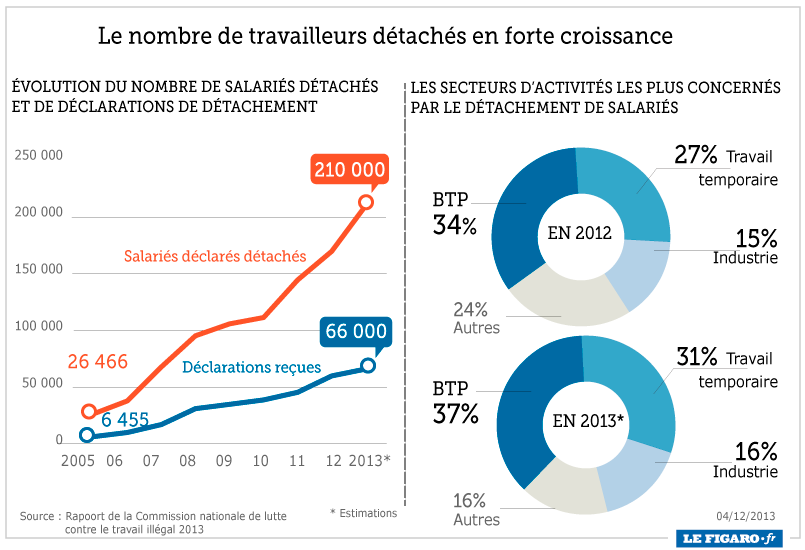 Le nombre de travailleurs détachés en forte croissance
ÉVOLUTION DU NOMBRE DE SALARIÉS DÉTACHÉS
ET DE DÉCLARATIONS DE DÉTACHEMENT
250 000
200 000
150 000
100 000
50 000
0
210 000
Salariés déclarés détachés
66 000
26 466
Déclarations reçues
6 455
2005 06 07 08 09 10 11 12 2013*
Source : Rapoort de la Commission nationale de lutte
contre le travail illégal 2013
* Estimations
LES SECTEURS D'ACTIVITÉS LES PLUS CONCERNÉS
PAR LE DÉTACHEMENT DE SALARIÉS
27% Travail
temporaire
BTP
34%
EN 2012
15%
Industrie
24%
Autres
31% Travail
temporaire
BTP
37%
EN 2013*
16%
Industrie
16%
Autres
04/12/2013
LE FIGARO·fr